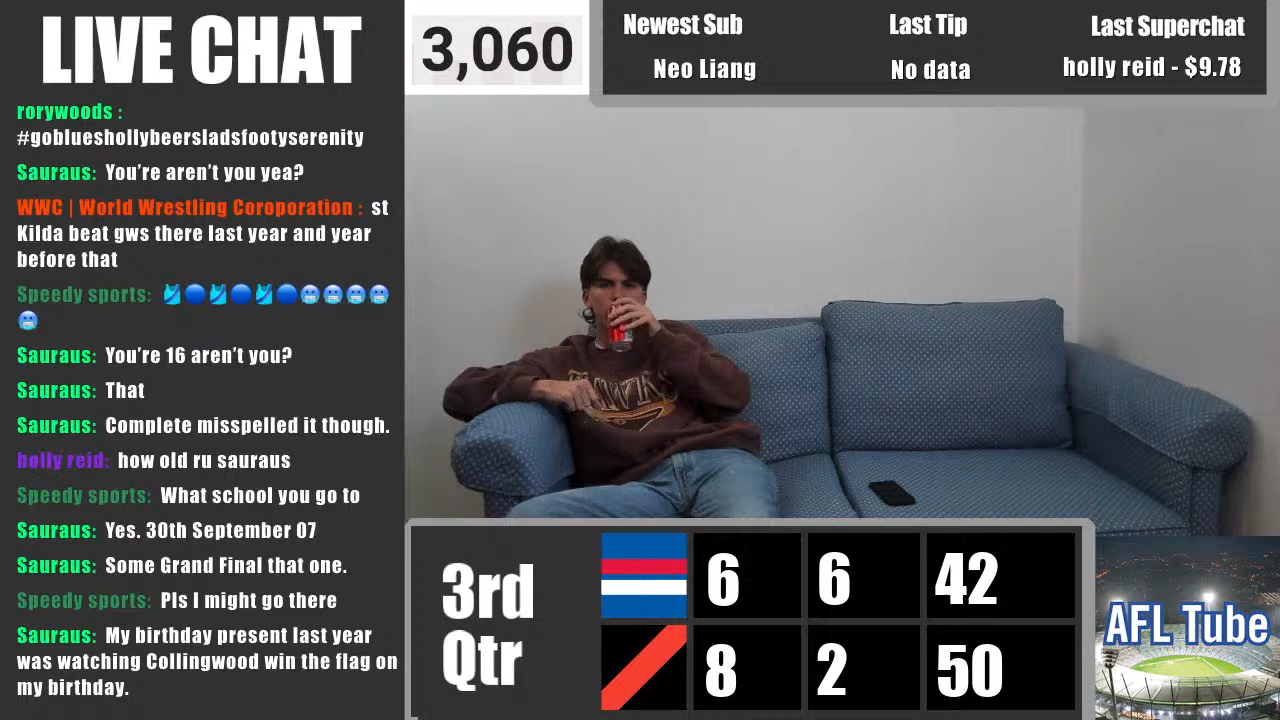 LIVE CHAT
rorywoods :
#goblueshollybeersladsfootyserenity
Sauraus: You’re aren’t you yea?
WWC | World Wrestling Coroporation : st
Kilda beat gws there last year and year
before that
Speedy sports:
Sauraus: You’re 16 aren’t you?
Sauraus: That
Sauraus: Complete misspelled it though.
holly reid: how old ru sauraus
Speedy sports: What school you go to
Sauraus: Yes. 30th September 07
Sauraus: Some Grand Final that one.
Speedy sports: Pls I might go there
Sauraus: My birthday present last year
was watching Collingwood win the flag on
my birthday.
3,060
Newest Sub
Neo Liang
Last Tip
No data
Last Superchat
holly reid - $9.78
3rd
Qtr
6 6 42
8 2 50
AFL Tube